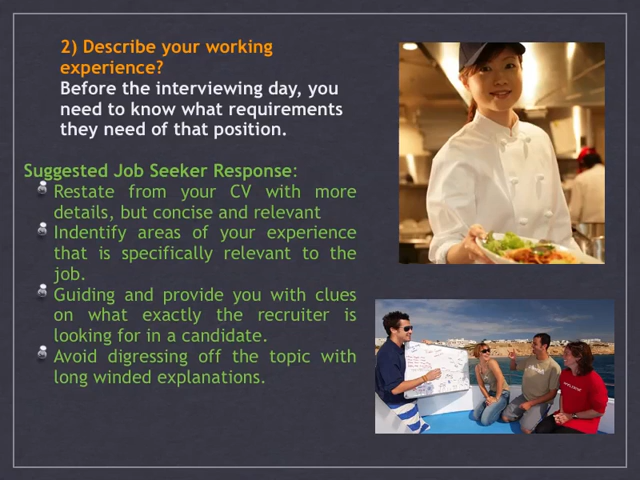 2) Describe your working
experience?
Before the interviewing day, you
need to know what requirements
they need of that position.
Suggested Job Seeker Response:
Restate from your CV with more
details, but concise and relevant
Indentify areas of your experience
that is specifically relevant to the
job.
Guiding and provide you with clues
on what exactly the recruiter is
looking for in a candidate.
Avoid digressing off the topic with
long winded explanations.